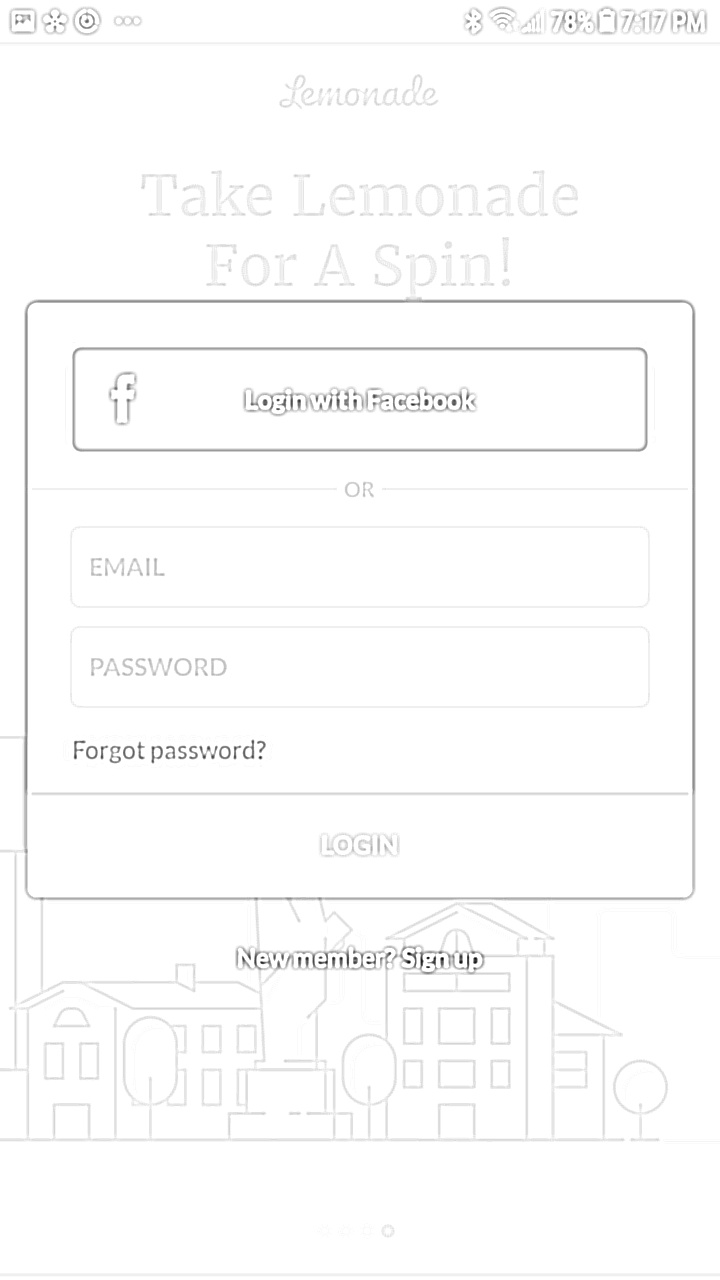 78% 7:17 PM
Lemonade
Take Lemonade
For A Spin!
f Login with Facebook
OR
EMAIL
PASSWORD
Forgot password?
LOGIN
New member? Sign up